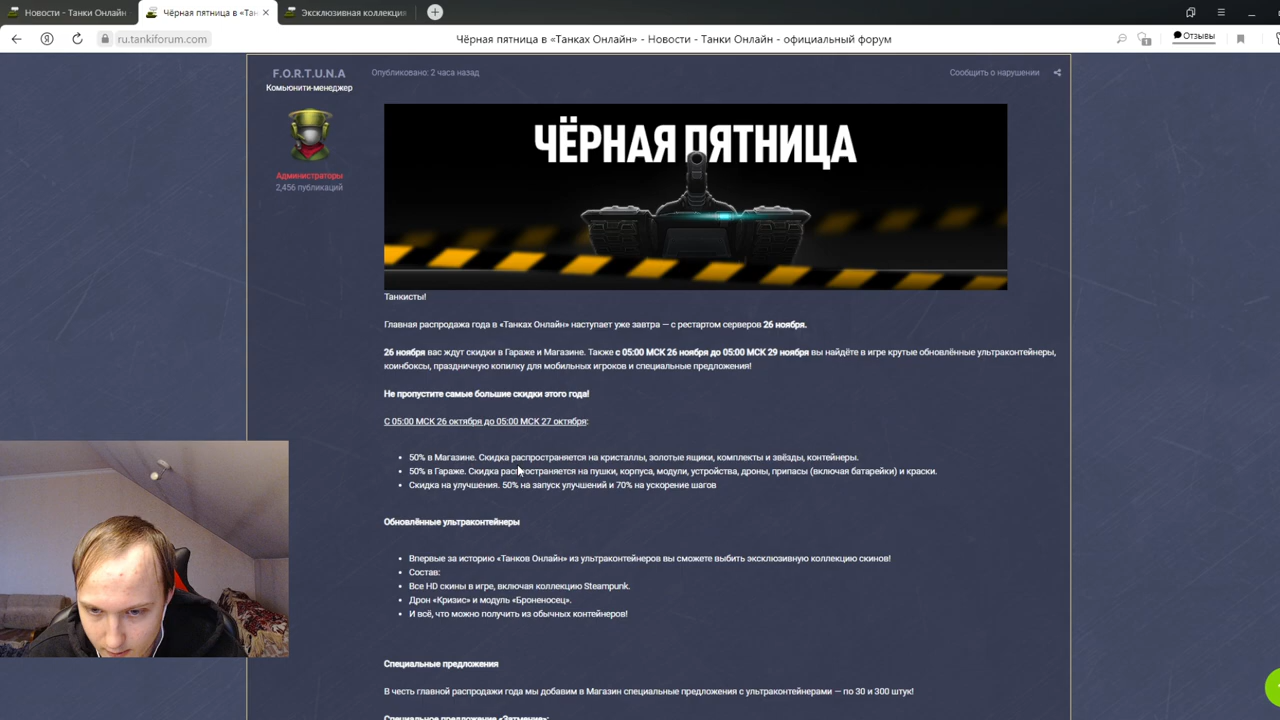 Новости - Танки Онлайн
Чёрная пятница в «Тан
Эксклюзивная коллекци
ru.tankiforum.com
Чёрная пятница в «Танках Онлайн» - Новости - Танки Онлайн - официальный форум
Отзывы
F.O.R.T.U.N.A
Опубликовано: 2 часа назад
Сообщить о нарушении
Комьюнити-менеджер
ЧЁРНАЯ ПЯТНИЦА
Администраторы
2,456 публикаций
Танкисты!
Главная распродажа года в «Танках Онлайн» наступает уже завтра — с рестартом серверов 26 ноября.
26 ноября вас ждут скидки в Гараже и Магазине. Также с 05:00 МСК 26 ноября до 05:00 МСК 29 ноября вы найдёте в игре крутые обновлённые ультраконтейнеры,
коинбоксы, праздничную копилку для мобильных игроков и специальные предложения!
Не пропустите самые большие скидки этого года!
С 05:00 МСК 26 октября до 05:00 МСК 27 октября:
50% в Магазине. Скидка распространяется на кристаллы, золотые ящики, комплекты и звёзды, контейнеры.
50% в Гараже. Скидка распространяется на пушки, корпуса, модули, устройства, дроны, припасы (включая батарейки) и краски.
Скидка на улучшения. 50% на запуск улучшений и 70% на ускорение шагов
Обновлённые ультраконтейнеры
Впервые за историю «Танков Онлайн» из ультраконтейнеров вы сможете выбить эксклюзивную коллекцию скинов!
Состав:
Все HD скины в игре, включая коллекцию Steampunk.
Дрон «Кризис» и модуль «Броненосец».
И всё, что можно получить из обычных контейнеров!
Специальные предложения
В честь главной распродажи года мы добавим в Магазин специальные предложения с ультраконтейнерами — по 30 и 300 штук!
Специальное предложение «Затмение»: